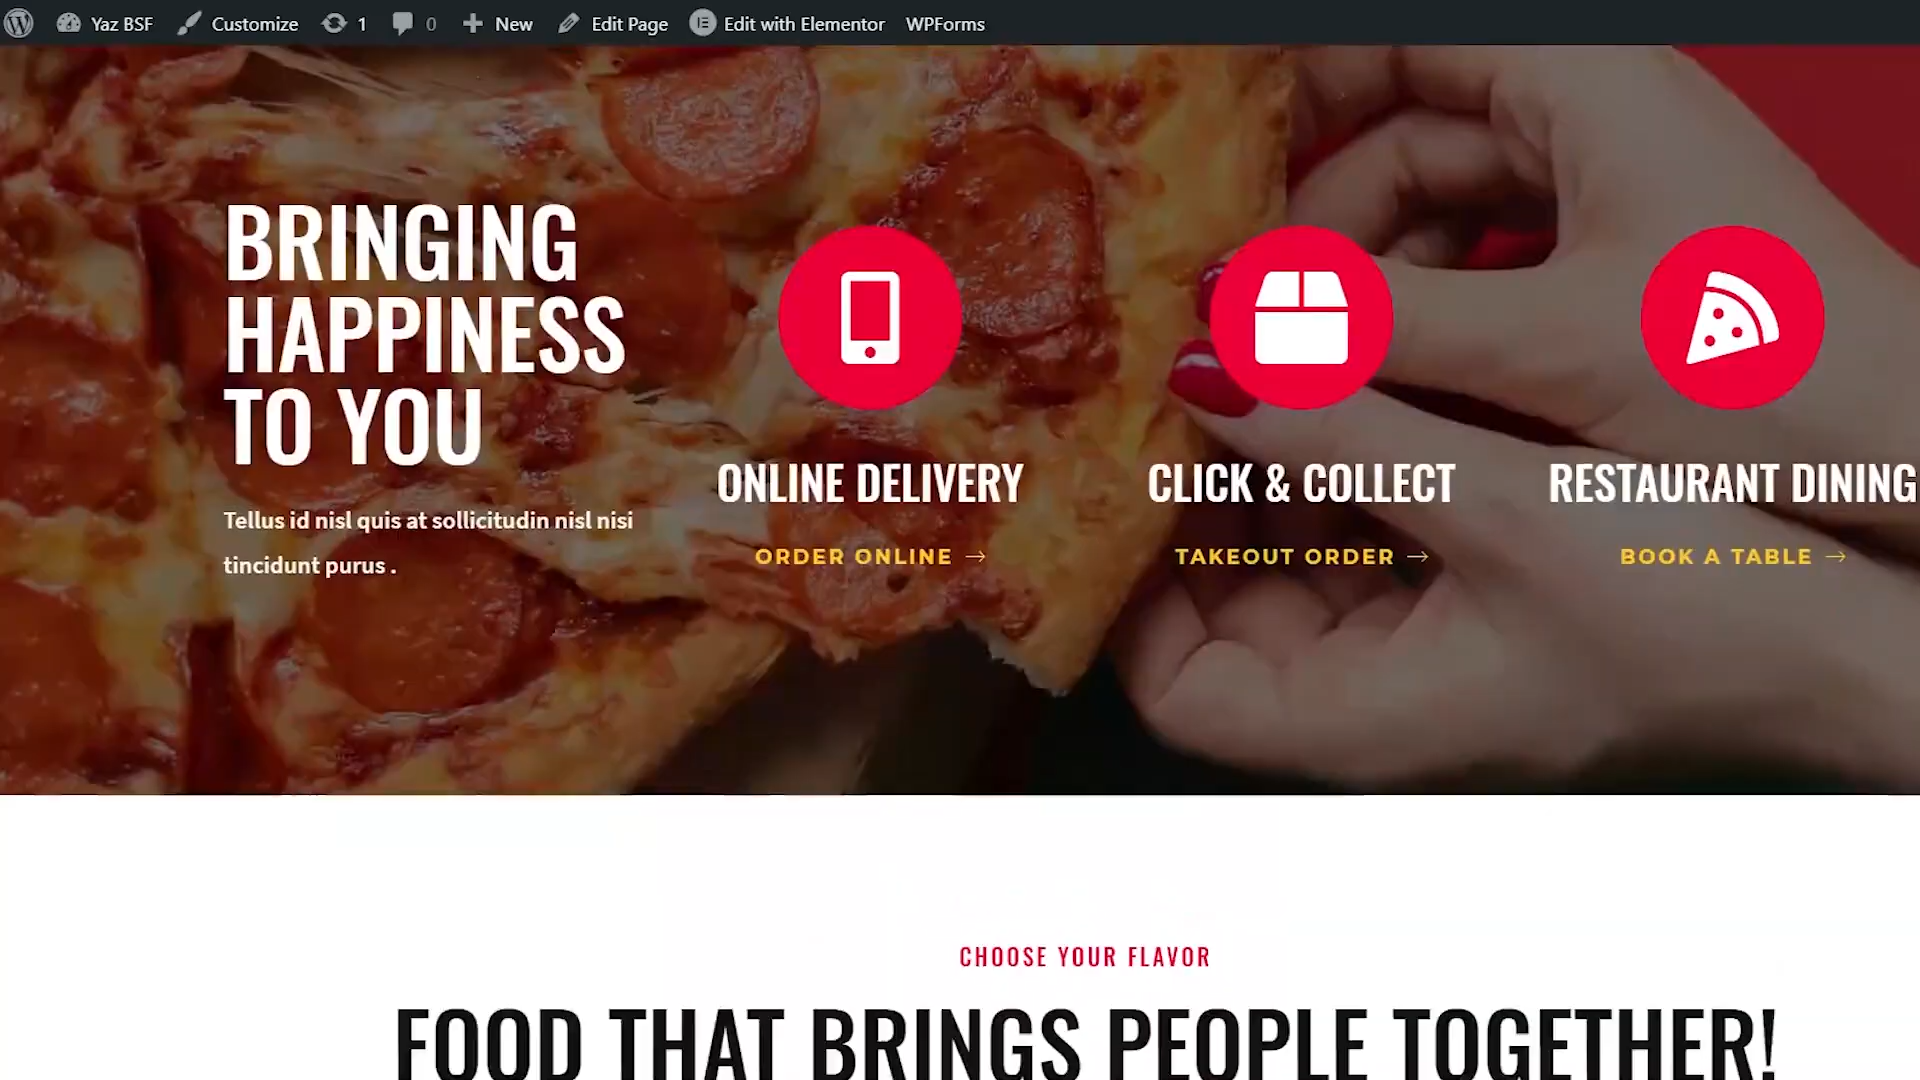 Yaz BSF Customize 1 0 New Edit Page Edit with Elementor WPForms
BRINGING
HAPPINESS
TO YOU
Tellus id nisl quis at sollicitudin nisl nisi
tincidunt purus .
ONLINE DELIVERY
ORDER ONLINE →
CLICK & COLLECT
TAKEOUT ORDER →
RESTAURANT DINING
BOOK A TABLE →
CHOOSE YOUR FLAVOR
FOOD THAT BRINGS PEOPLE TOGETHER!